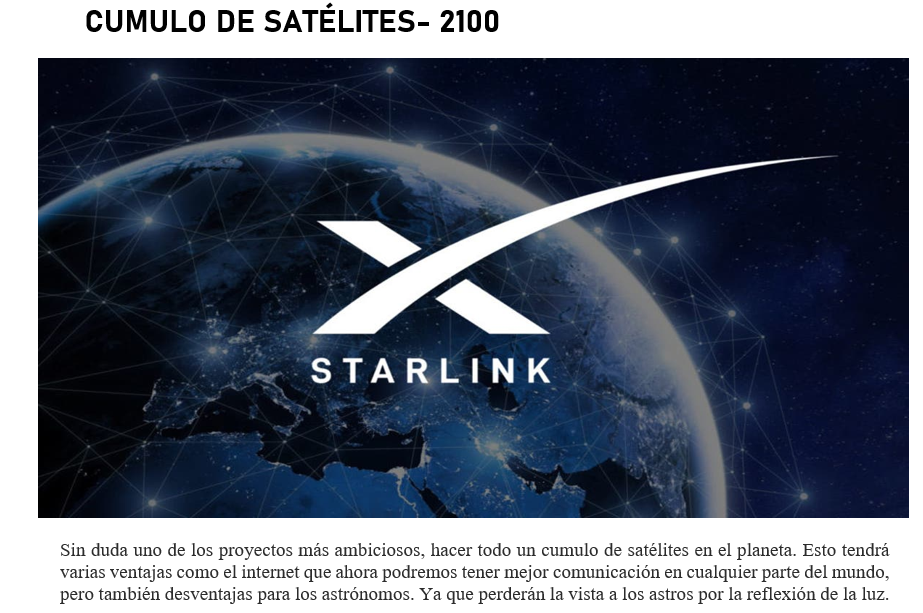 CUMULO DE SATÉLITES- 2100
STARLINK
Sin duda uno de los proyectos más ambiciosos, hacer todo un cumulo de satélites en el planeta. Esto tendrá
varias ventajas como el internet que ahora podremos tener mejor comunicación en cualquier parte del mundo,
pero también desventajas para los astrónomos. Ya que perderán la vista a los astros por la reflexión de la luz.